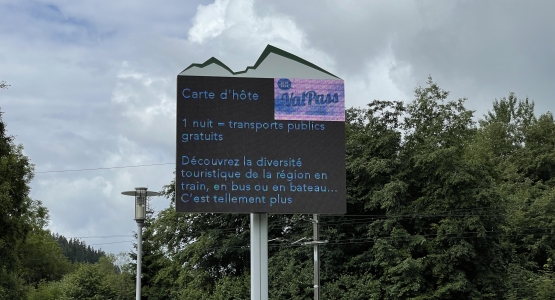 Carte d'hôte
ValPass
1 nuit = transports publics
gratuits
Découvrez la diversité
touristique de la région en
train, en bus ou en bateau...
C'est tellement plus